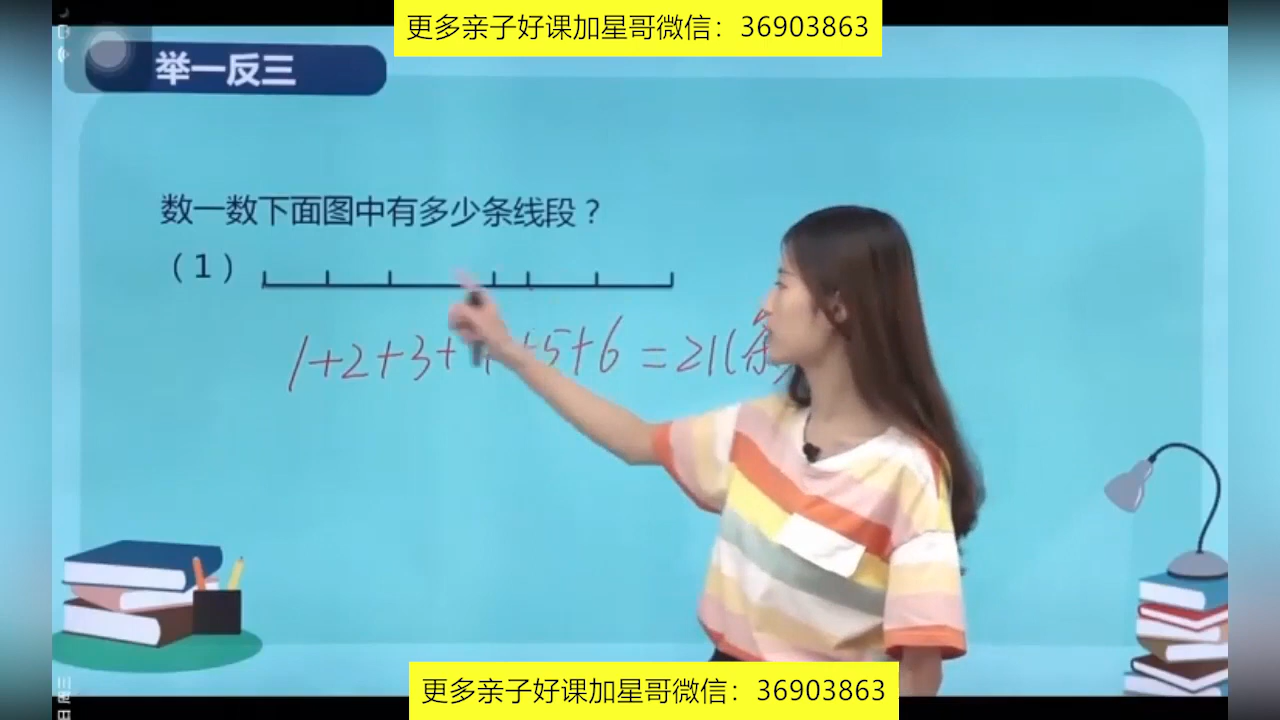 更多亲子好课加星哥微信：36903863
举一反三
数一数下面图中有多少条线段？
（1）
1+2+3+4+5+6=21(条)
更多亲子好课加星哥微信：36903863